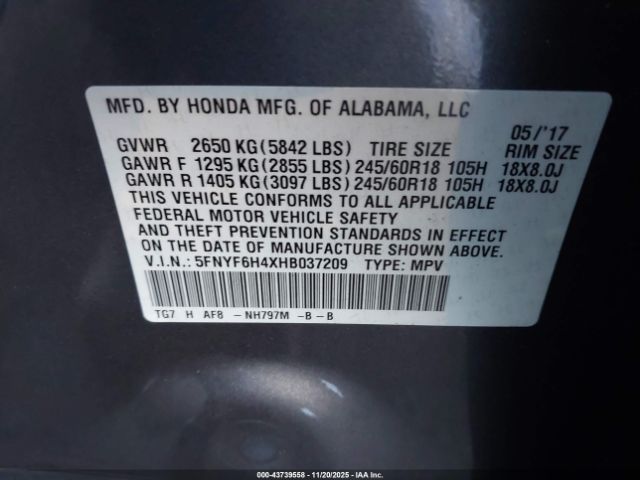 MFD. BY HONDA MFG. OF ALABAMA, LLC
05/'17
GVWR 2650 KG (5842 LBS) TIRE SIZE RIM SIZE
GAWR F 1295 KG (2855 LBS) 245/60R18 105H 18X8.0J
GAWR R 1405 KG (3097 LBS) 245/60R18 105H 18X8.0J
THIS VEHICLE CONFORMS TO ALL APPLICABLE
FEDERAL MOTOR VEHICLE SAFETY
AND THEFT PREVENTION STANDARDS IN EFFECT
ON THE DATE OF MANUFACTURE SHOWN ABOVE.
V.I.N.: 5FNYF6H4XHB037209 TYPE: MPV
TG7 H AF8 - NH797M - B - B
000-43739558 - 11/20/2025 - IAA Inc.